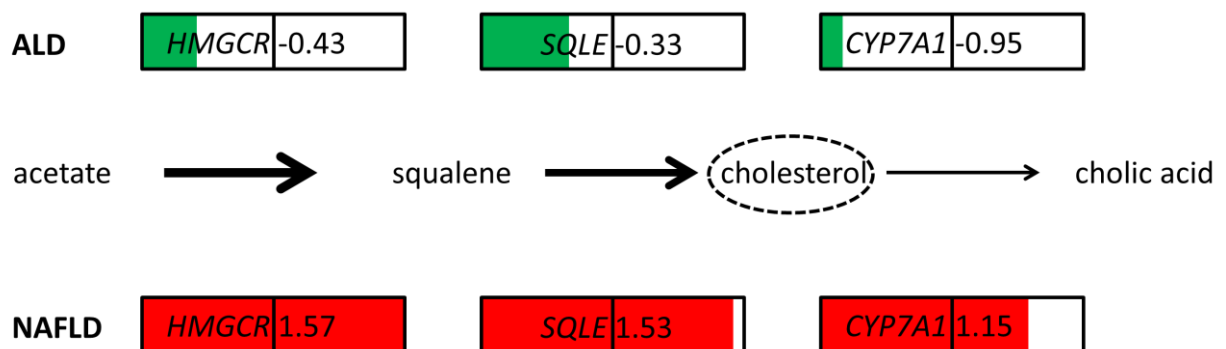 ALD HMGCR -0.43 SQLE -0.33 CYP7A1 -0.95
acetate squalene cholesterol cholic acid
NAFLD HMGCR 1.57 SQLE 1.53 CYP7A1 1.15